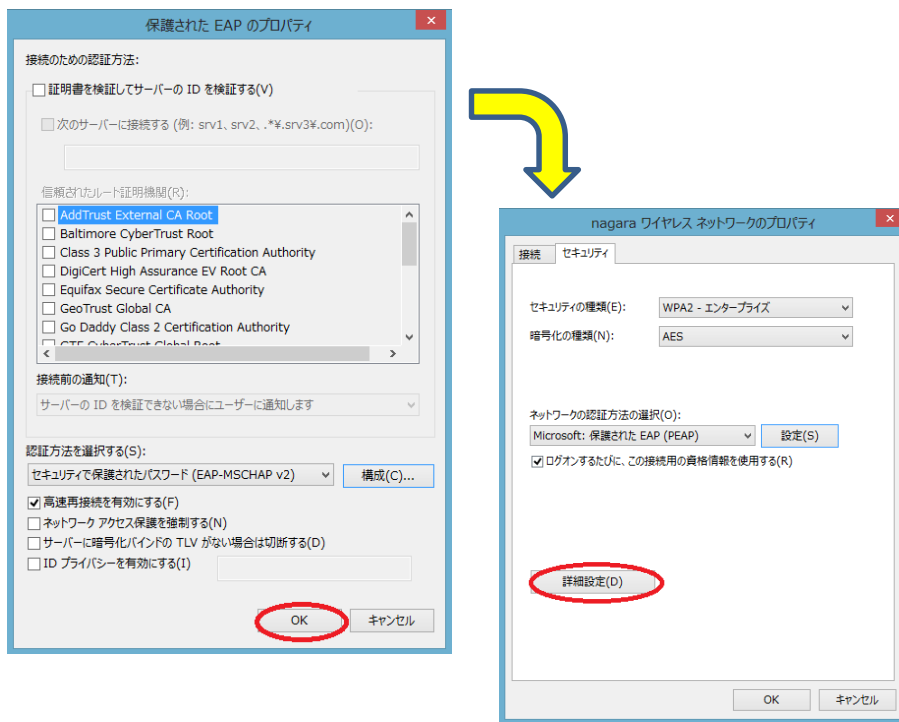 保護された EAP のプロパティ
接続のための認証方法:
証明書を検証してサーバーの ID を検証する(V)
次のサーバーに接続する (例: srv1、srv2、.*¥.srv3¥.com)(O):
信頼されたルート証明機関(R):
AddTrust External CA Root
Baltimore CyberTrust Root
Class 3 Public Primary Certification Authority
DigiCert High Assurance EV Root CA
Equifax Secure Certificate Authority
GeoTrust Global CA
Go Daddy Class 2 Certification Authority
GTE CyberTrust Global Root
接続前の通知(T):
サーバーの ID を検証できない場合にユーザーに通知します
認証方法を選択する(S):
セキュリティで保護されたパスワード (EAP-MSCHAP v2)
構成(C)...
高速再接続を有効にする(F)
ネットワーク アクセス保護を強制する(N)
サーバーに暗号化バインドの TLV がない場合は切断する(D)
ID プライバシーを有効にする(I)
OK キャンセル
nagara ワイヤレス ネットワークのプロパティ
接続 セキュリティ
セキュリティの種類(E): WPA2 - エンタープライズ
暗号化の種類(N): AES
ネットワークの認証方法の選択(O):
Microsoft: 保護された EAP (PEAP) 設定(S)
ログオンするたびに、この接続用の資格情報を使用する(R)
詳細設定(D)
OK キャンセル